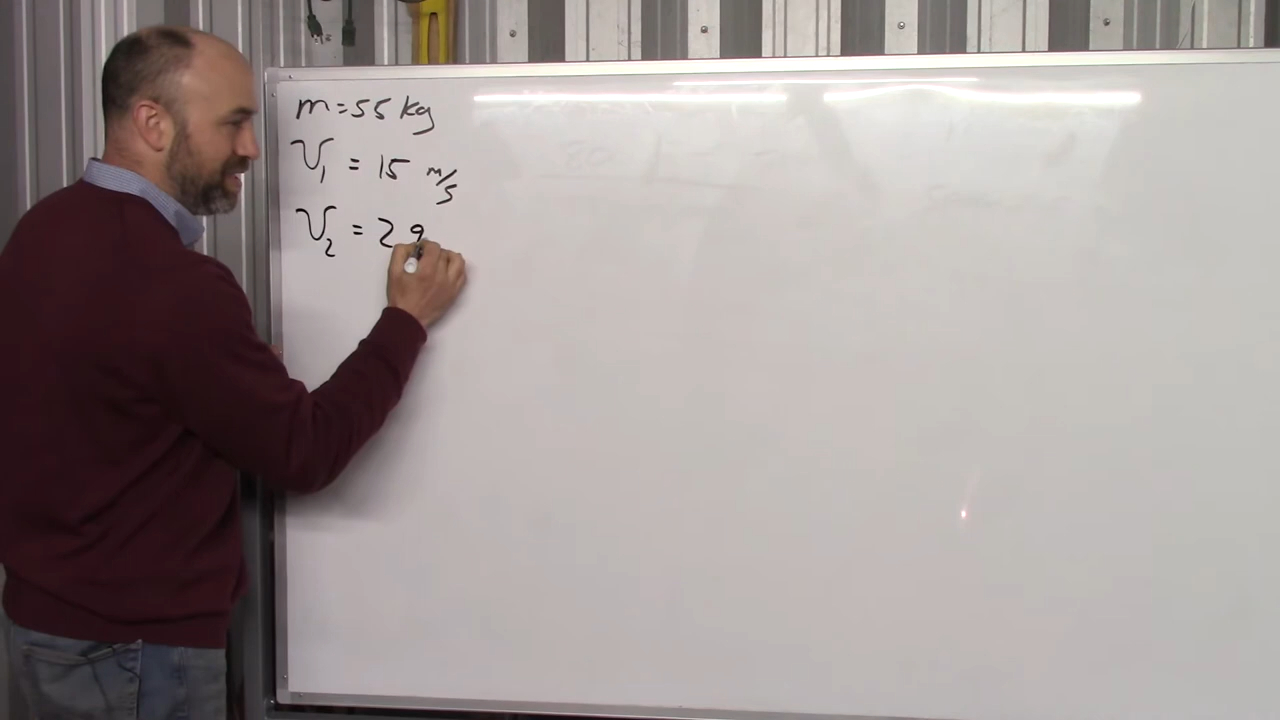 m=55 kg
V₁ = 15 m/s
V₂ = 29